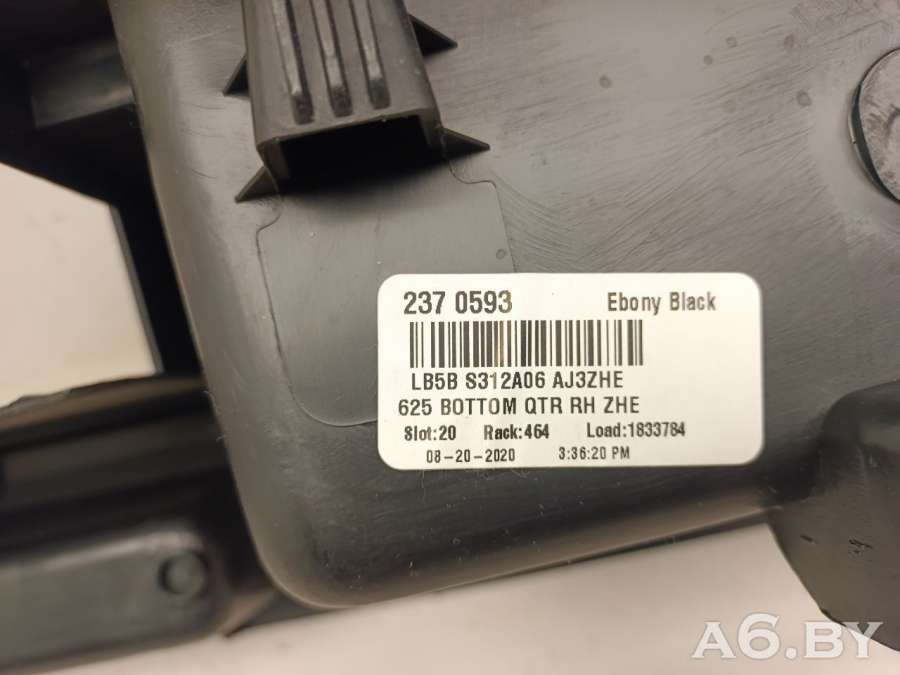 237 0593 Ebony Black
LB5B S312A06 AJ3ZHE
625 BOTTOM QTR RH ZHE
Slot:20 Rack:464 Load:1833784
08-20-2020 3:36:20 PM
A6.BY